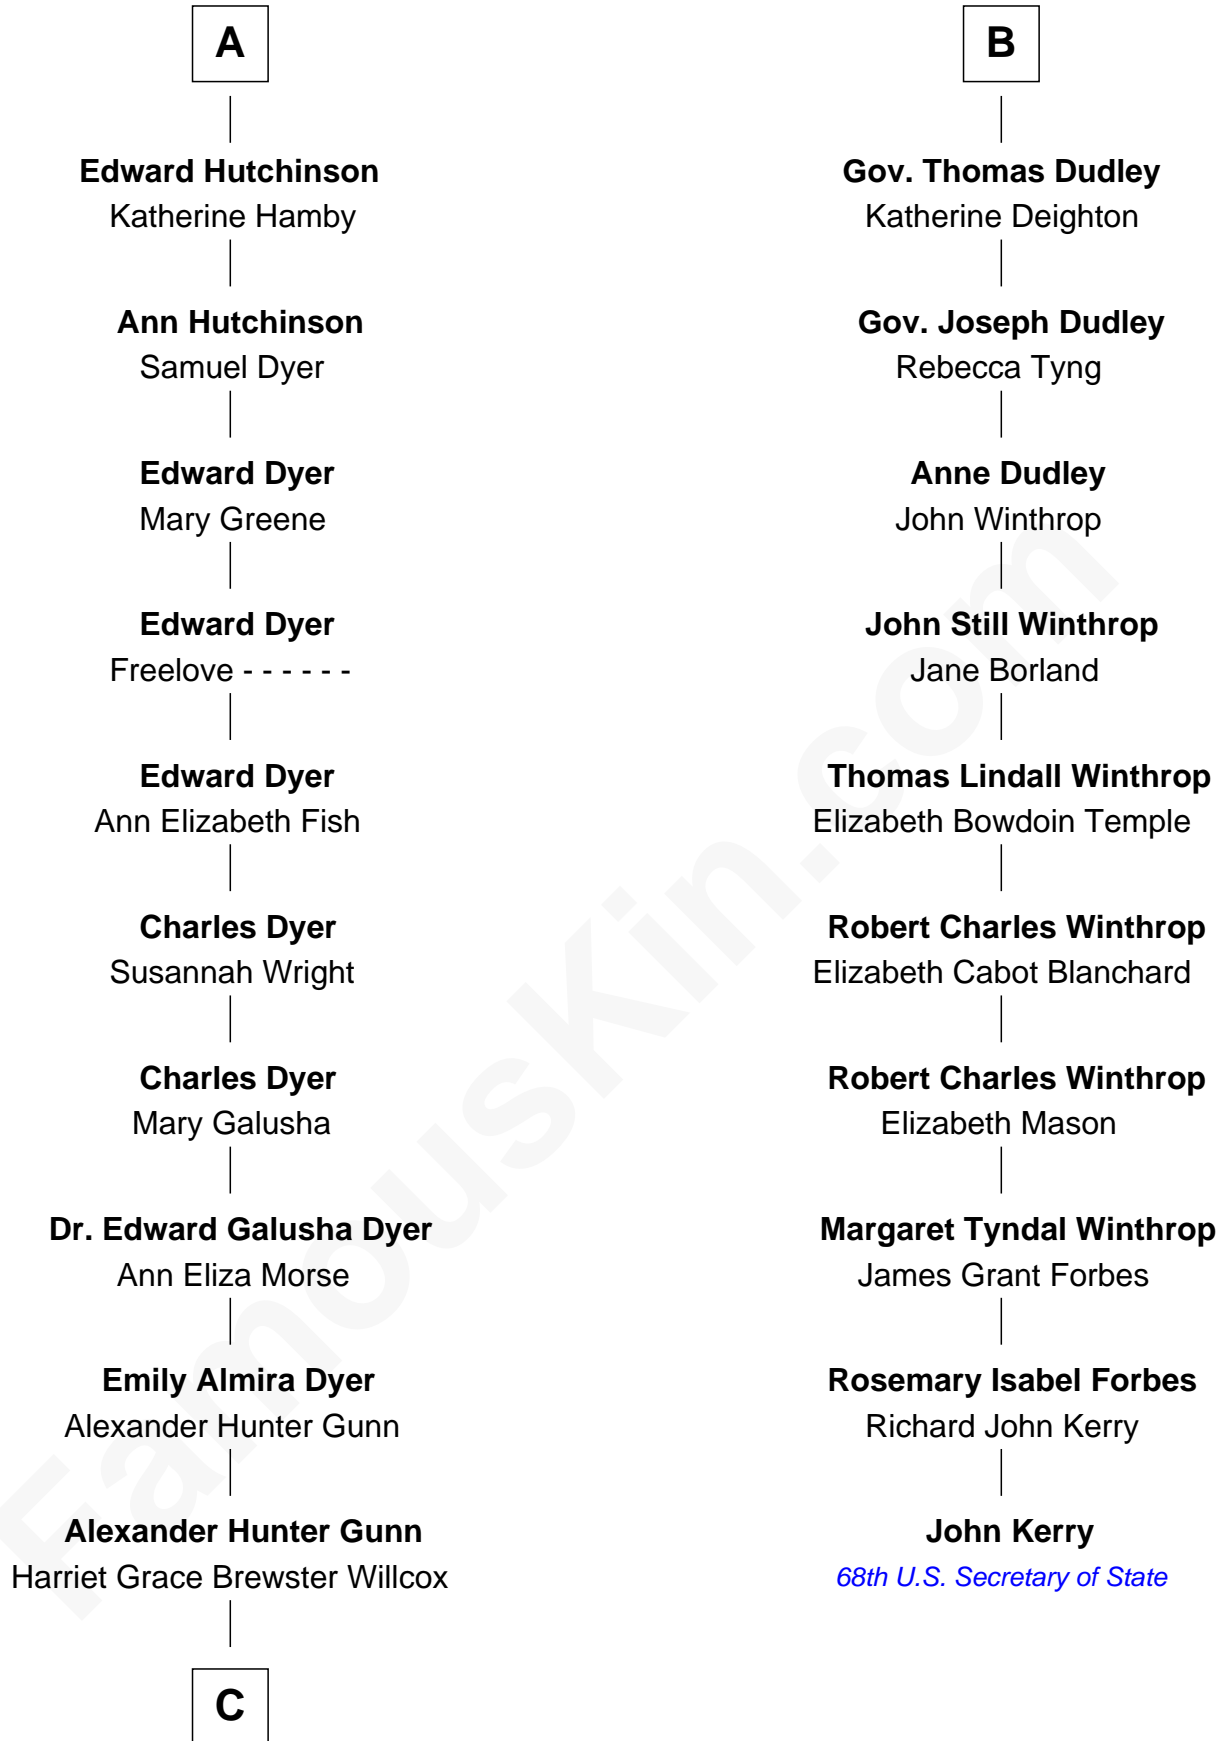 A
Edward Hutchinson
Katherine Hamby
Ann Hutchinson
Samuel Dyer
Edward Dyer
Mary Greene
Edward Dyer
Freelove - - - - - -
Edward Dyer
Ann Elizabeth Fish
Charles Dyer
Susannah Wright
Charles Dyer
Mary Galusha
Dr. Edward Galusha Dyer
Ann Eliza Morse
Emily Almira Dyer
Alexander Hunter Gunn
Alexander Hunter Gunn
Harriet Grace Brewster Willcox
C
B
Gov. Thomas Dudley
Katherine Deighton
Gov. Joseph Dudley
Rebecca Tyng
Anne Dudley
John Winthrop
John Still Winthrop
Jane Borland
Thomas Lindall Winthrop
Elizabeth Bowdoin Temple
Robert Charles Winthrop
Elizabeth Cabot Blanchard
Robert Charles Winthrop
Elizabeth Mason
Margaret Tyndal Winthrop
James Grant Forbes
Rosemary Isabel Forbes
Richard John Kerry
John Kerry
68th U.S. Secretary of State
FamousKin.com